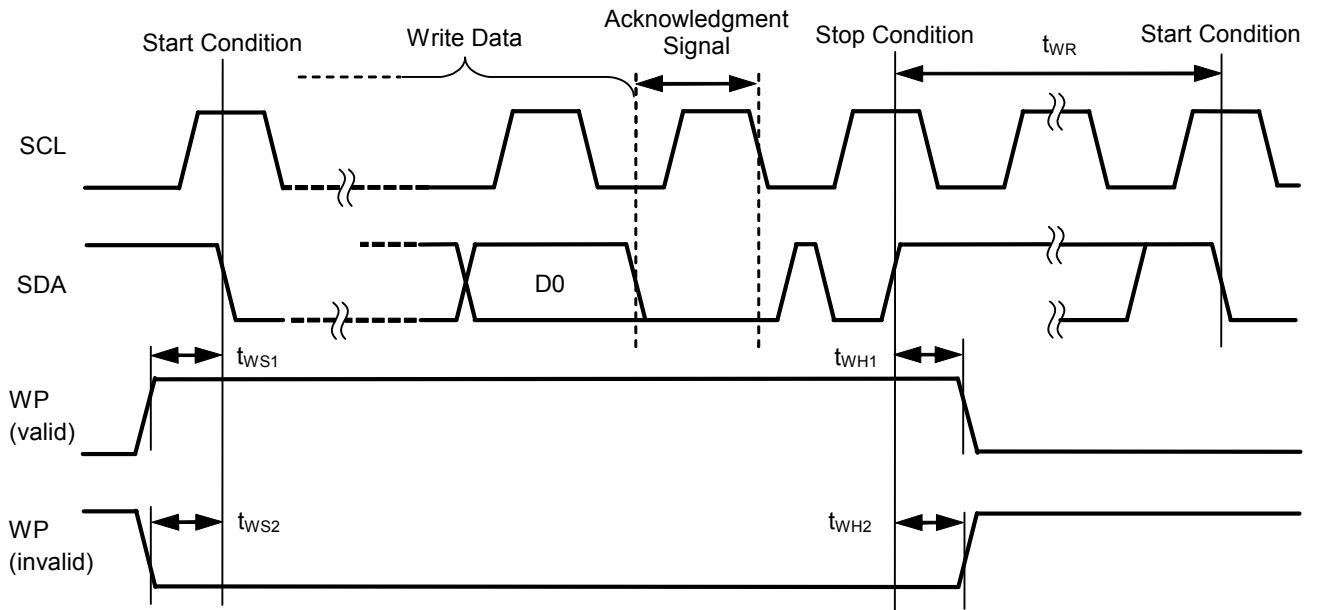 Start Condition
Write Data
Acknowledgment
Signal
Stop Condition
tWR
Start Condition
SCL
SDA
D0
tWS1
tWH1
WP
(valid)
tWS2
tWH2
WP
(invalid)